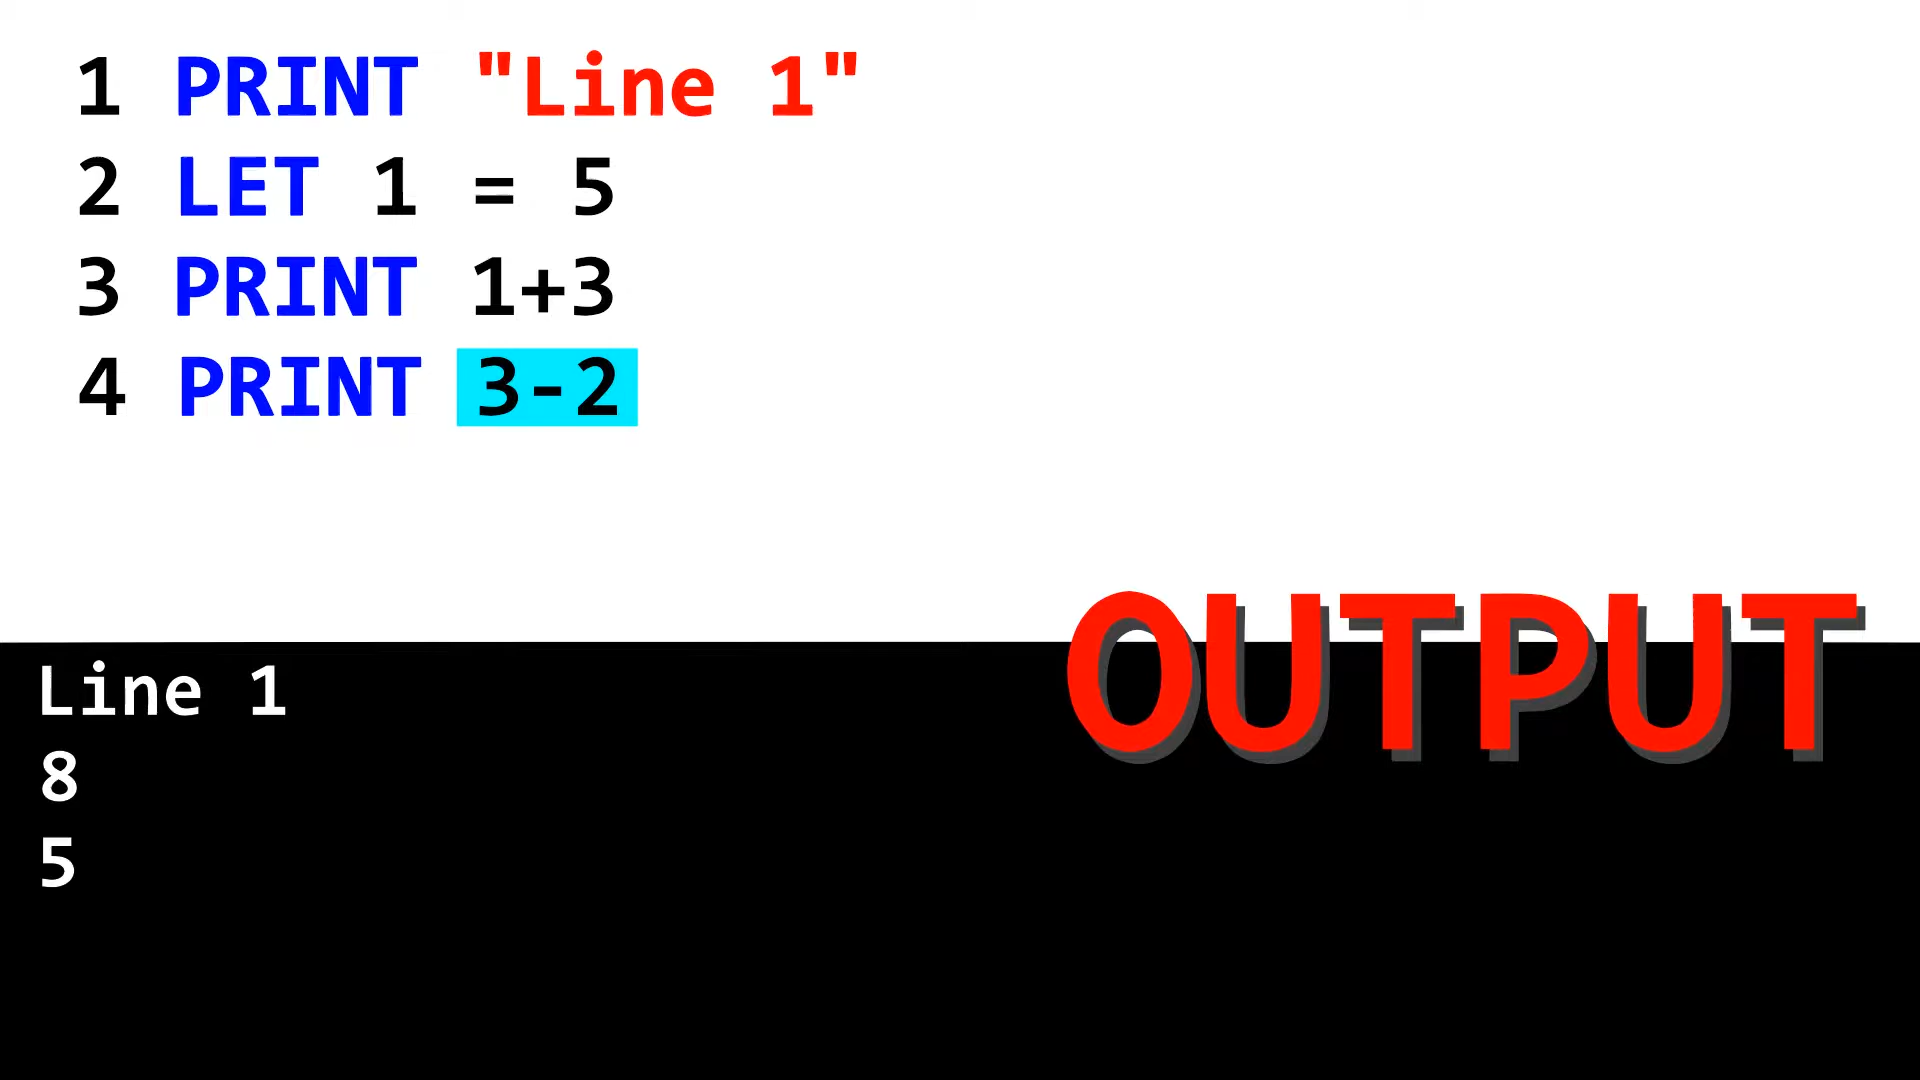 1 PRINT "Line 1"
2 LET 1 = 5
3 PRINT 1+3
4 PRINT 3-2
OUTPUT
Line 1
8
5